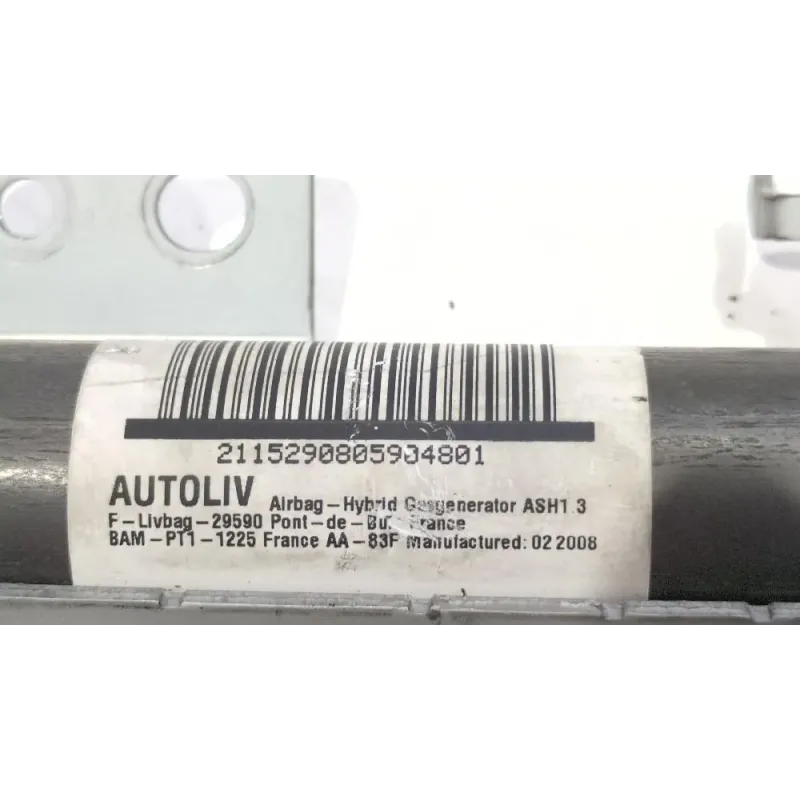 2115290805904801
AUTOLIV Airbag-Hybrid Gasgenerator ASH1.3
F-Livbag-29590 Pont-de-Bui. France
BAM-PT1-1225 France AA-83F Manufactured: 02 2008